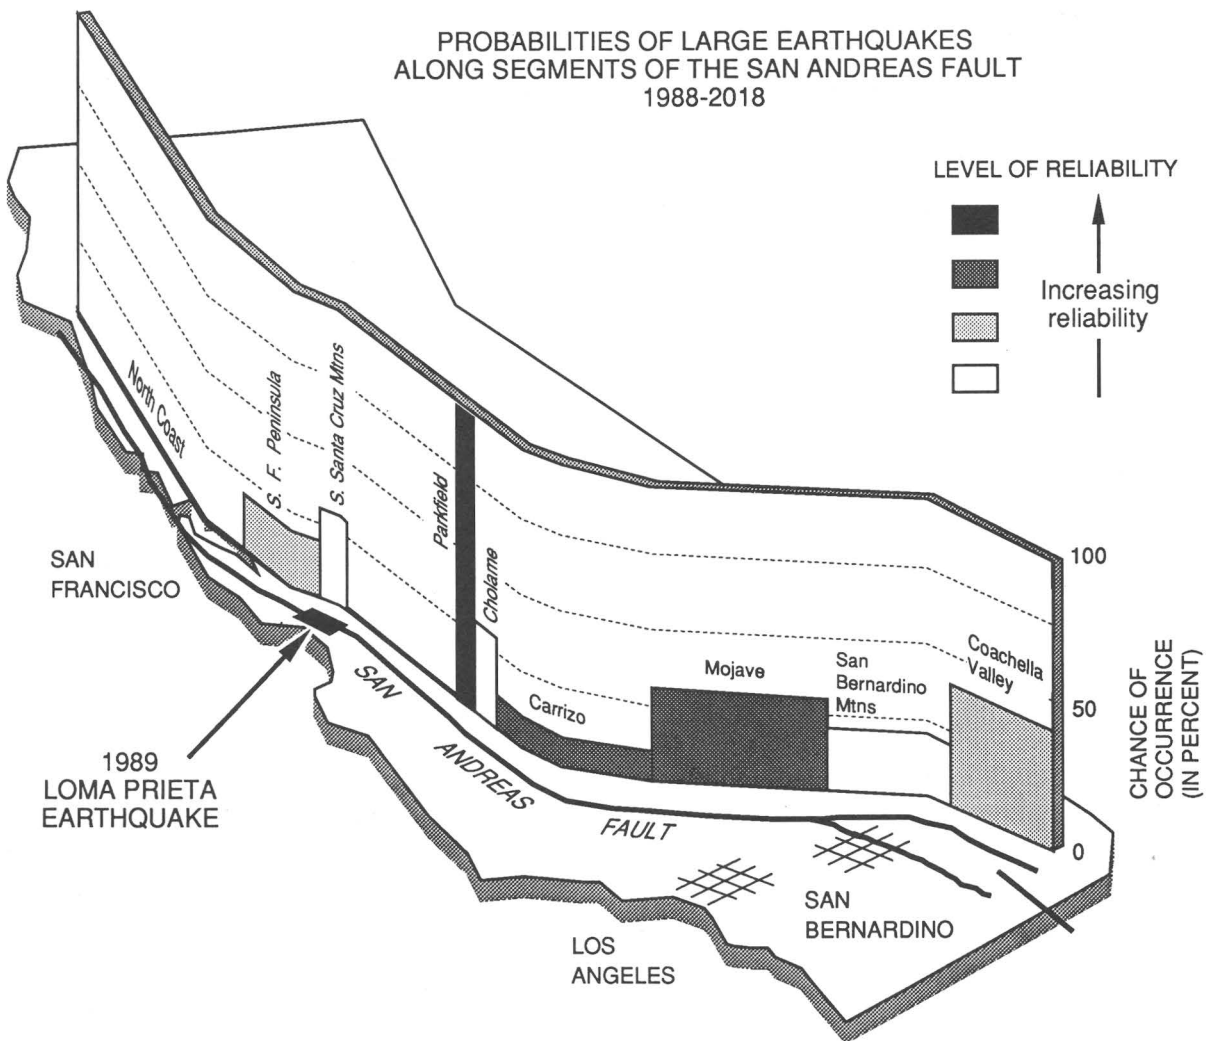 PROBABILITIES OF LARGE EARTHQUAKES
ALONG SEGMENTS OF THE SAN ANDREAS FAULT
1988-2018
LEVEL OF RELIABILITY
Increasing
reliability
North Coast
S. F. Peninsula
S. Santa Cruz Mtns
Parkfield
Cholame
Carrizo
Mojave
San
Bernardino
Mtns
Coachella
Valley
100
50
0
CHANCE OF
OCCURRENCE
(IN PERCENT)
SAN
FRANCISCO
1989
LOMA PRIETA
EARTHQUAKE
SAN
ANDREAS
FAULT
LOS
ANGELES
SAN
BERNARDINO